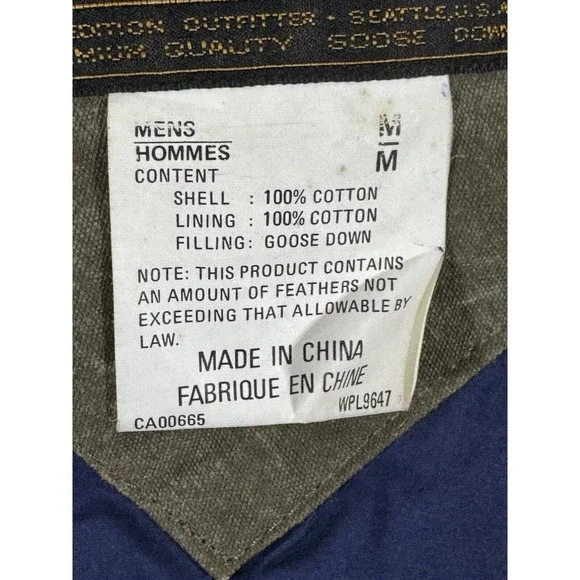 EDITION OUTFITTER - SEATTLE, U.S.A
MIUM QUALITY GOOSE DOWN
MENS M
HOMMES M
CONTENT
SHELL : 100% COTTON
LINING : 100% COTTON
FILLING: GOOSE DOWN
NOTE: THIS PRODUCT CONTAINS
AN AMOUNT OF FEATHERS NOT
EXCEEDING THAT ALLOWABLE BY
LAW.
MADE IN CHINA
FABRIQUE EN CHINE
CA00665 WPL9647